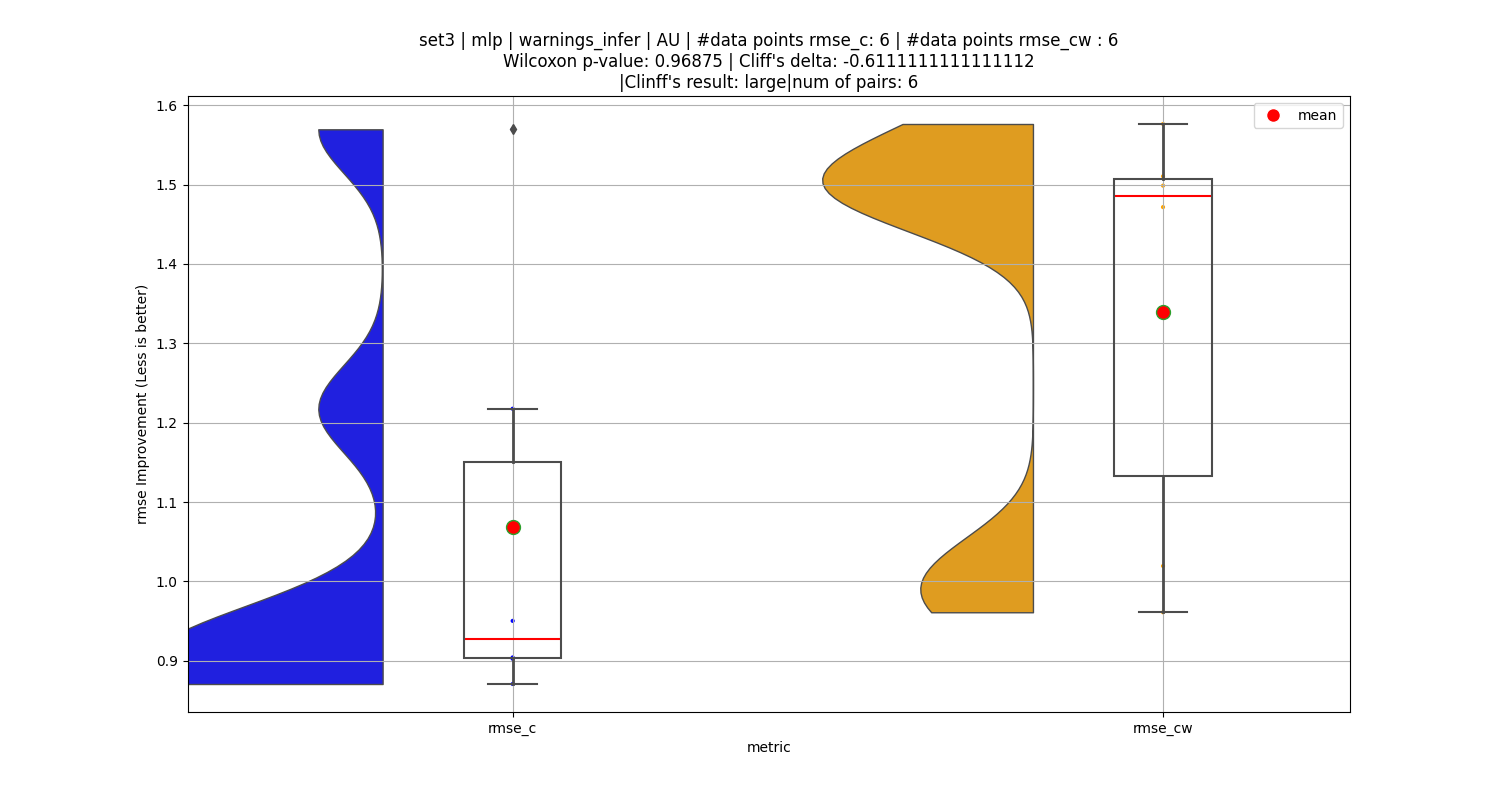 set3 | mlp | warnings_infer | AU | #data points rmse_c: 6 | #data points rmse_cw : 6
Wilcoxon p-value: 0.96875 | Cliff's delta: -0.6111111111111112
|Clinff's result: large|num of pairs: 6
mean
rmse Improvement (Less is better)
1.6
1.5
1.4
1.3
1.2
1.1
1.0
0.9
rmse_c
rmse_cw
metric